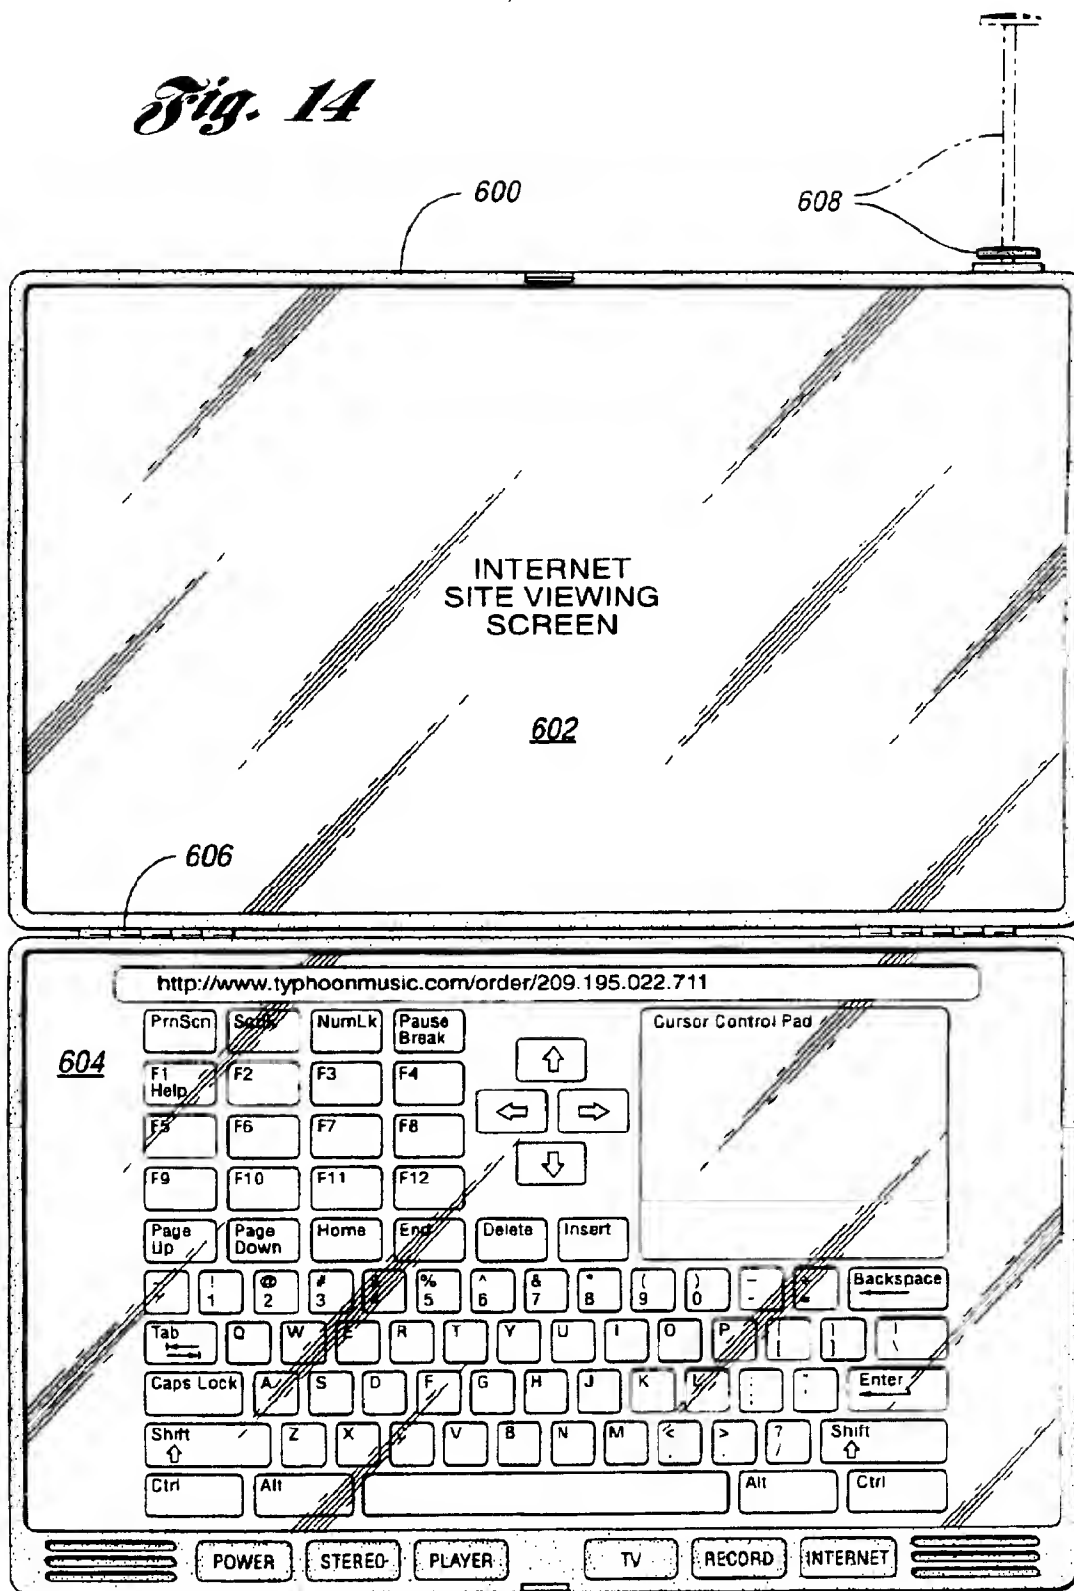 Fig. 14
600
608
INTERNET
SITE VIEWING
SCREEN
602
606
http://www.typhoonmusic.com/order/209.195.022.711
604
PrnScn NumLk Pause Break
Cursor Control Pad
F1 Help F2 F3 F4
F5 F6 F7 F8
F9 F10 F11 F12
Page Up Page Down Home End Delete Insert
! 1 @ 2 # 3 $ 4 % 5 ^ 6 & 7 * 8 ( 9 ) 0 _ - + = Backspace
Tab Q W E R T Y U I O P [ ] | \
Caps Lock A S D F G H J K L : ; Enter
Shift Z X C V B N M < > . ? / Shift
Ctrl Alt Alt Ctrl
POWER STEREO PLAYER TV RECORD INTERNET